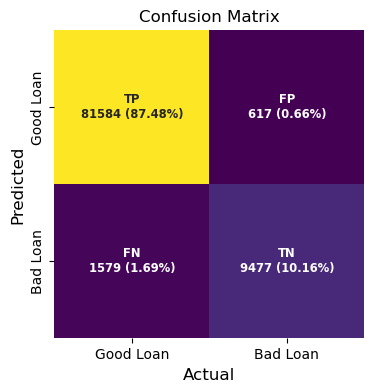 Confusion Matrix
Predicted
Good Loan
TP
81584 (87.48%)
FP
617 (0.66%)
Bad Loan
FN
1579 (1.69%)
TN
9477 (10.16%)
Good Loan
Bad Loan
Actual